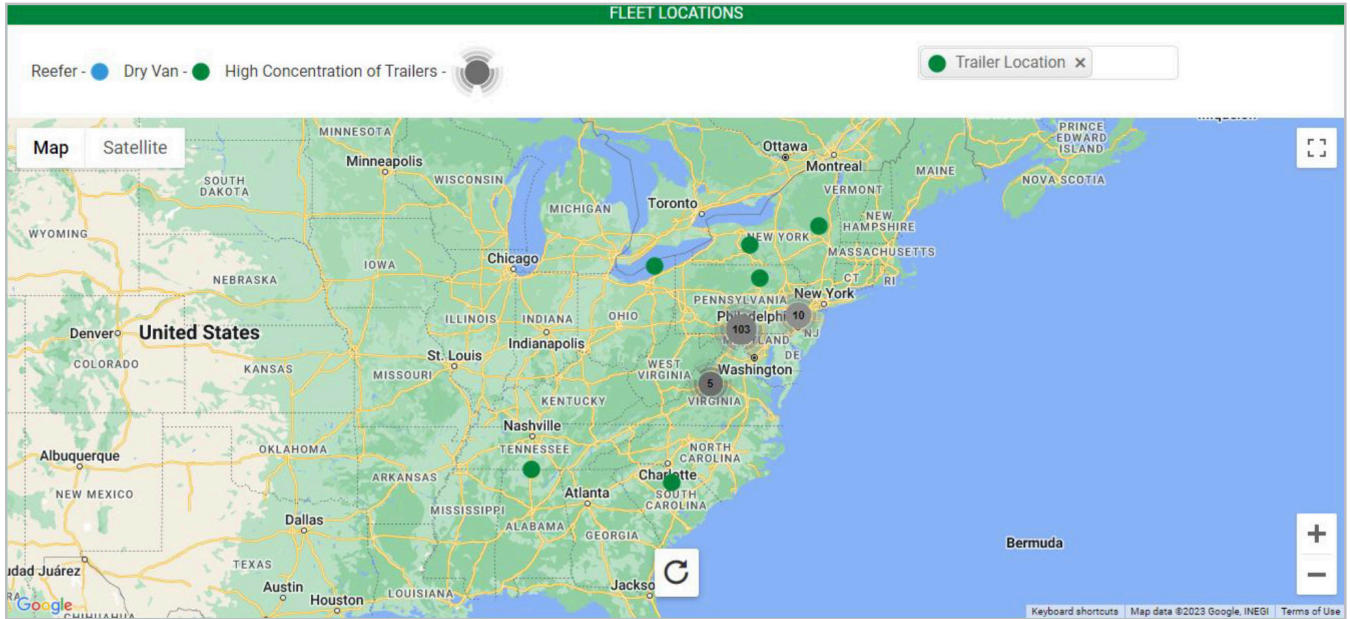 FLEET LOCATIONS
Reefer - Dry Van - High Concentration of Trailers -
Trailer Location ×
Map Satellite
MINNESOTA
Minneapolis
WISCONSIN
SOUTH
DAKOTA
MICHIGAN
Toronto
Ottawa
Montreal
VERMONT
MAINE
PRINCE
EDWARD
ISLAND
NOVA SCOTIA
NEW
HAMPSHIRE
NEW YORK
MASSACHUSETTS
CT
RI
WYOMING
IOWA
Chicago
NEBRASKA
PENNSYLVANIA
New York
ILLINOIS
INDIANA
OHIO
Philadelphi
10
103
NJ
MARYLAND
DE
Denver
United States
Indianapolis
St. Louis
COLORADO
KANSAS
MISSOURI
WEST
VIRGINIA
Washington
5
VIRGINIA
KENTUCKY
Nashville
TENNESSEE
OKLAHOMA
NORTH
CAROLINA
Charlotte
Albuquerque
ARKANSAS
NEW MEXICO
Atlanta
SOUTH
CAROLINA
MISSISSIPPI
Dallas
ALABAMA
GEORGIA
Bermuda
udad Juárez
TEXAS
Austin
Houston
LOUISIANA
Jackso
Google
CHIHUAHUA
+
−
Keyboard shortcuts Map data ©2023 Google, INEGI Terms of Use